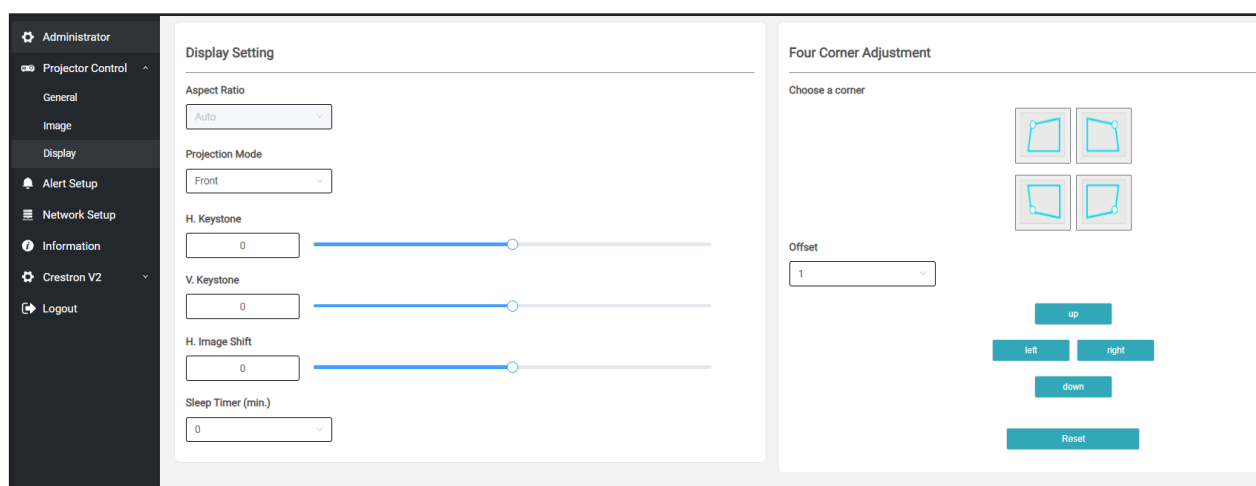 Administrator
Projector Control
General
Image
Display
Alert Setup
Network Setup
Information
Crestron V2
Logout
Display Setting
Aspect Ratio
Auto
Projection Mode
Front
H. Keystone
0
V. Keystone
0
H. Image Shift
0
Sleep Timer (min.)
0
Four Corner Adjustment
Choose a corner
Offset
1
up
left right
down
Reset